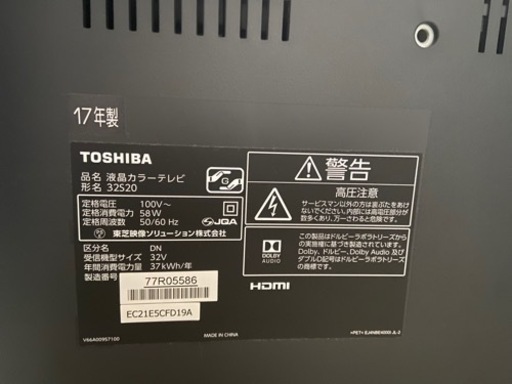 17年製
TOSHIBA
品名 液晶カラーテレビ
形名 32S20
定格電圧 100V～
定格消費電力 58W
定格周波数 50/60 Hz
JQA
東芝映像ソリューション株式会社
区分名 DN
受信機型サイズ 32V
年間消費電力量 37kWh/年
製造番号
77R05586
EC21E5CFD19A
V66A00957100
MADE IN CHINA
G
警告
高圧注意
サービスマン以外の方は裏ぶたをあけ
ないでください。内部には高電圧部分が
数多くあり、万一さわると危険です。
DOLBY
AUDIO
この製品はドルビーラボラトリーズから
の実施権に基づき製造されています。
Dolby、ドルビー、Dolby Audio、及び
ダブルD記号はドルビーラボラトリーズ
の商標です。
HDMI